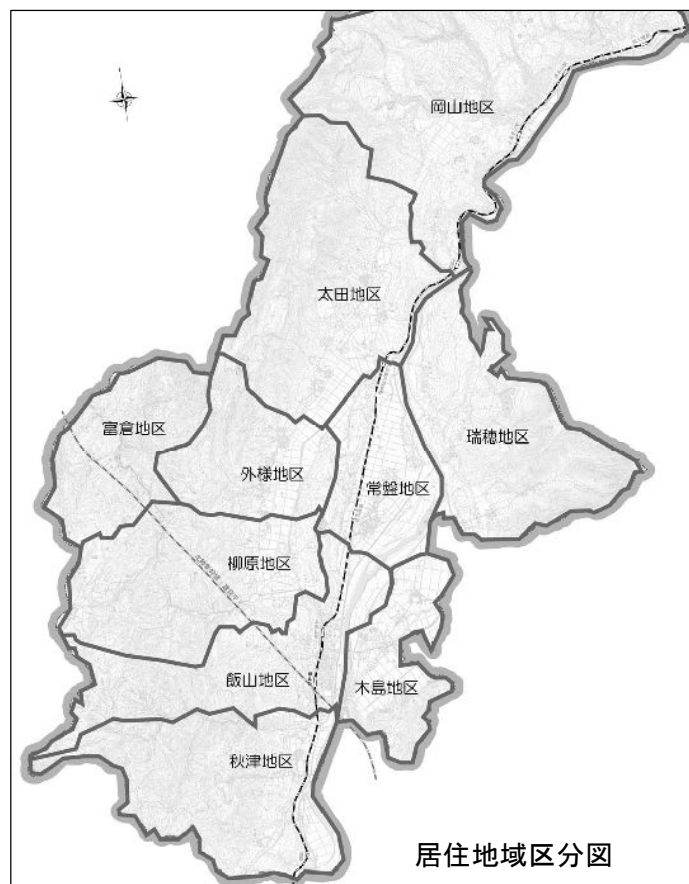 岡山地区
太田地区
富倉地区
瑞穂地区
外様地区
常盤地区
柳原地区
飯山地区
木島地区
秋津地区
居住地域区分図